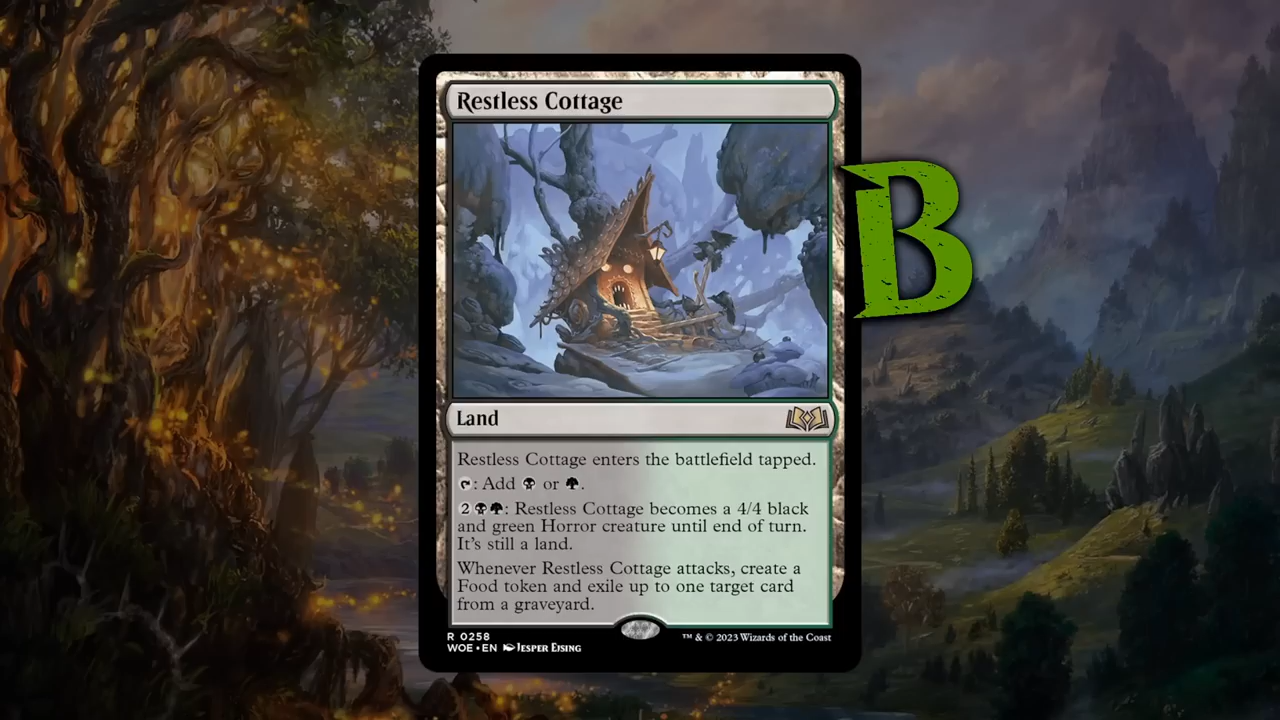 Restless Cottage
B
Land
Restless Cottage enters the battlefield tapped.
: Add or .
2 : Restless Cottage becomes a 4/4 black
and green Horror creature until end of turn.
It's still a land.
Whenever Restless Cottage attacks, create a
Food token and exile up to one target card
from a graveyard.
R 0258
WOE • EN Jesper Ejsing
™ & © 2023 Wizards of the Coast